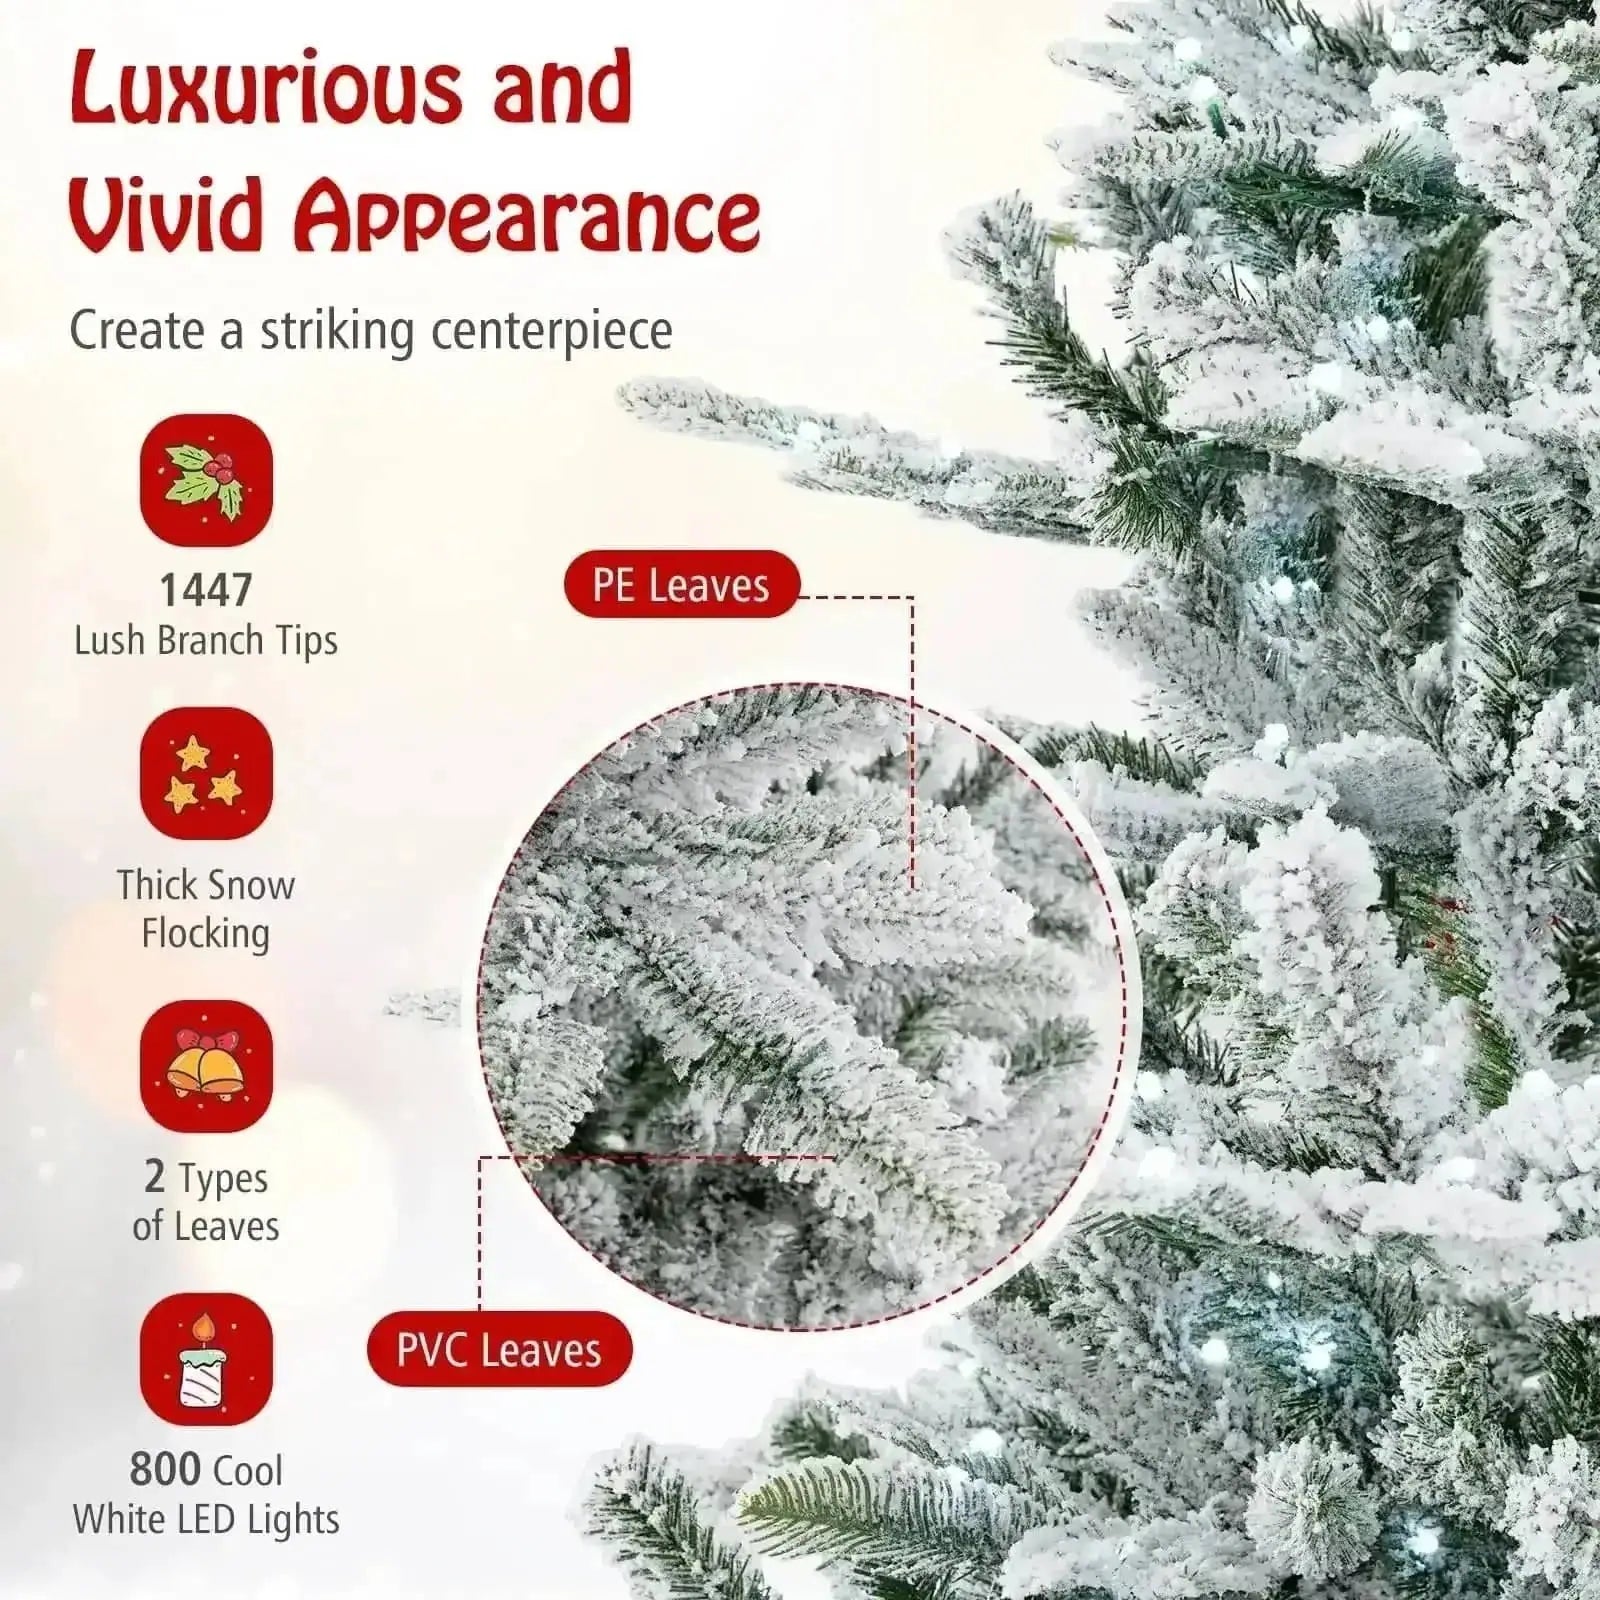 Luxurious and
Vivid Appearance
Create a striking centerpiece
1447
Lush Branch Tips
Thick Snow
Flocking
2 Types
of Leaves
800 Cool
White LED Lights
PE Leaves
PVC Leaves